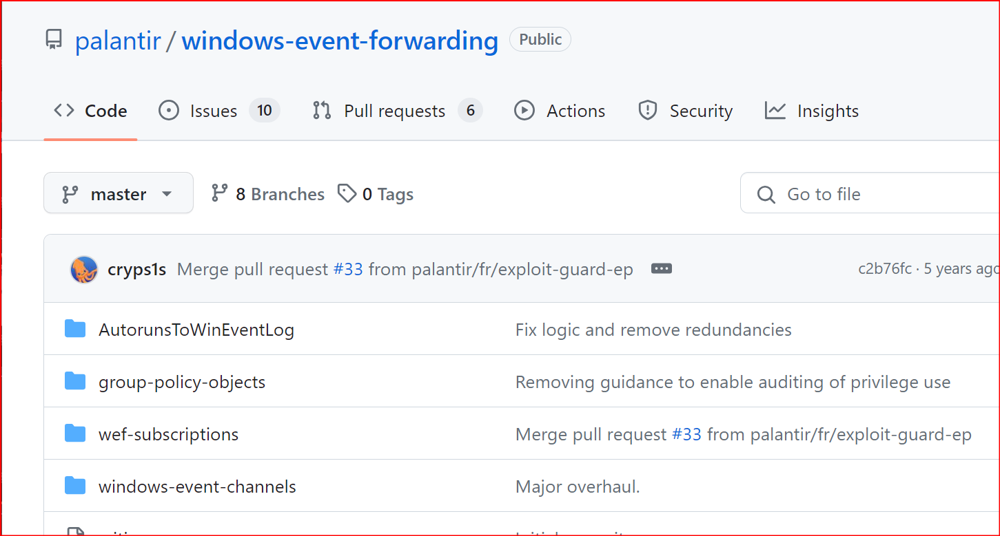 palantir / windows-event-forwarding Public
Code Issues 10 Pull requests 6 Actions Security Insights
master 8 Branches 0 Tags Go to file
cryps1s Merge pull request #33 from palantir/fr/exploit-guard-ep c2b76fc · 5 years ago
AutorunsToWinEventLog Fix logic and remove redundancies
group-policy-objects Removing guidance to enable auditing of privilege use
wef-subscriptions Merge pull request #33 from palantir/fr/exploit-guard-ep
windows-event-channels Major overhaul.